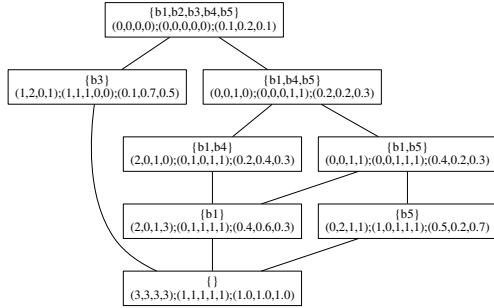 {b1,b2,b3,b4,b5}
(0,0,0,0);(0,0,0,0,0);(0.1,0.2,0.1)
{b3}
(1,2,0,1);(1,1,1,0,0);(0.1,0.7,0.5)
{b1,b4,b5}
(0,0,1,0);(0,0,0,1,1);(0.2,0.2,0.3)
{b1,b4}
(2,0,1,0);(0,1,0,1,1);(0.2,0.4,0.3)
{b1,b5}
(0,0,1,1);(0,0,1,1,1);(0.4,0.2,0.3)
{b1}
(2,0,1,3);(0,1,1,1,1);(0.4,0.6,0.3)
{b5}
(0,2,1,1);(1,0,1,1,1);(0.5,0.2,0.7)
{}
(3,3,3,3);(1,1,1,1,1);(1.0,1.0,1.0)